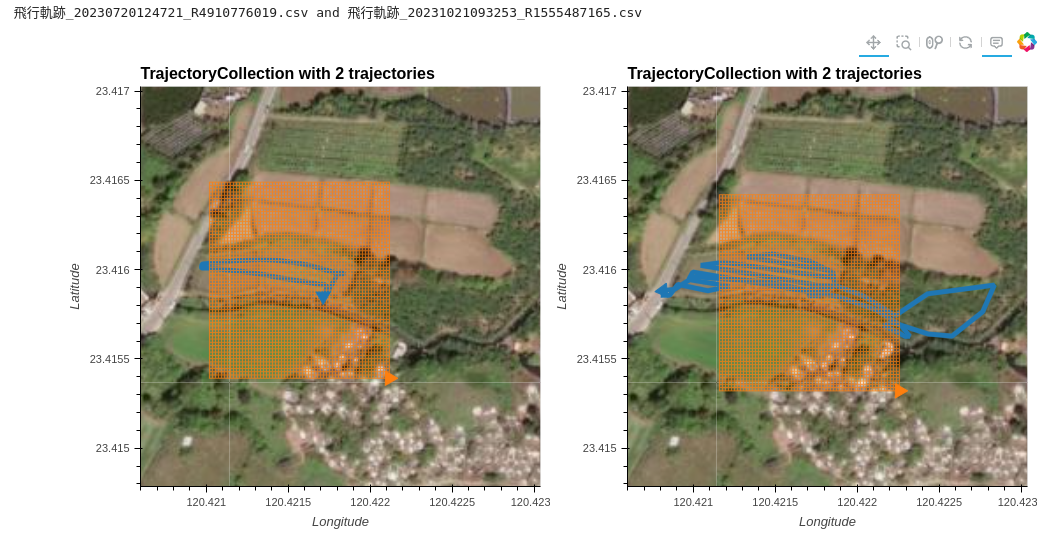 飛行軌跡_20230720124721_R4910776019.csv and 飛行軌跡_20231021093253_R1555487165.csv
TrajectoryCollection with 2 trajectories
23.417
23.4165
23.416
23.4155
23.415
Latitude
120.421
120.4215
120.422
120.4225
120.423
Longitude
TrajectoryCollection with 2 trajectories
23.417
23.4165
23.416
23.4155
23.415
Latitude
120.421
120.4215
120.422
120.4225
120.423
Longitude